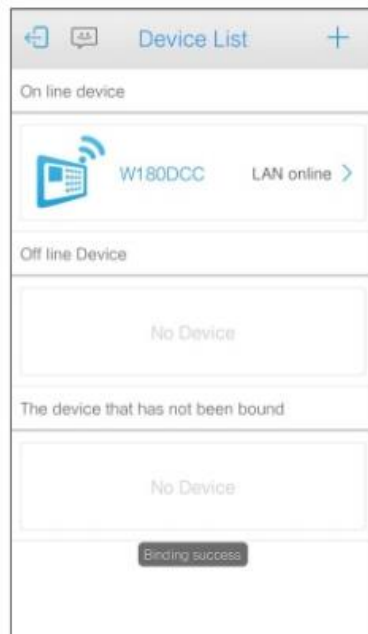 Device List
On line device
W180DCC LAN online
Off line Device
No Device
The device that has not been bound
No Device
Binding success